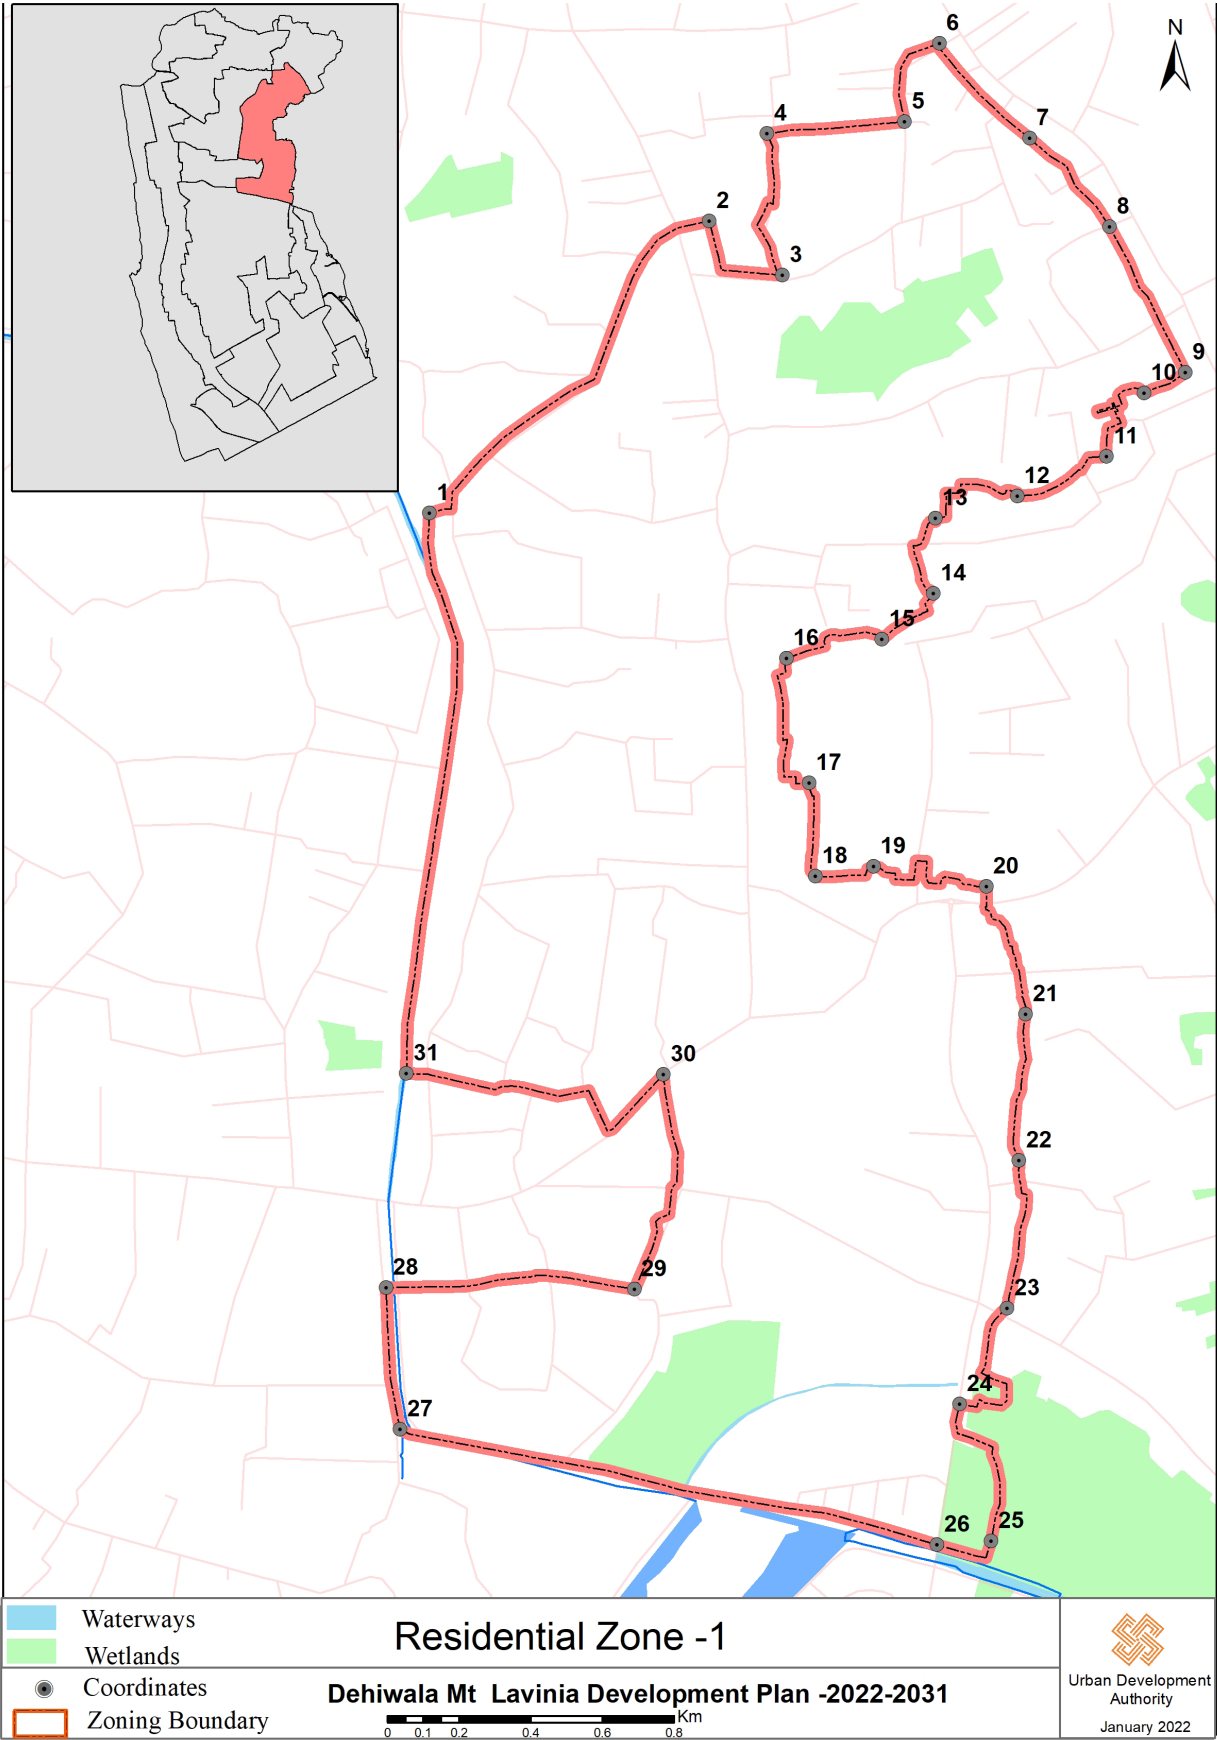 N
6
5
4
7
2
8
3
9
10
11
1
12
13
14
15
16
17
18
19
20
21
31
30
22
28
29
23
24
27
26
25
Waterways
Wetlands
Residential Zone -1
Coordinates
Zoning Boundary
Dehiwala Mt Lavinia Development Plan -2022-2031
Km
0 0.1 0.2 0.4 0.6 0.8
Urban Development
Authority
January 2022